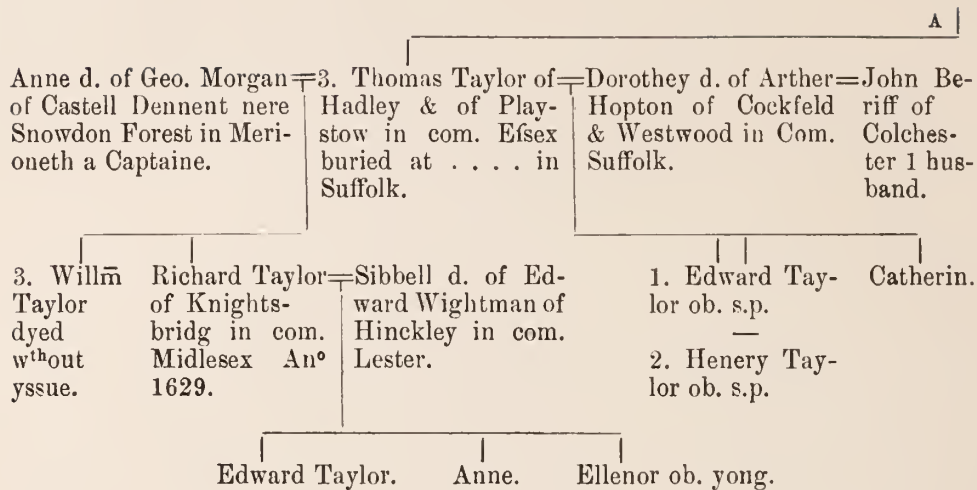 A
Anne d. of Geo. Morgan
of Castell Dennent nere
Snowdon Forest in Meri-
oneth a Captaine.
3. Thomas Taylor of
Hadley & of Play-
stow in com. Eſsex
buried at . . . . in
Suffolk.
Dorothey d. of Arther
Hopton of Cockfeld
& Westwood in Com.
Suffolk.
John Be-
riff of
Colches-
ter 1 hus-
band.
3. Willm̃
Taylor
dyed
wᵗʰout
yssue.
Richard Taylor
of Knights-
bridg in com.
Midlesex Anᵒ
1629.
Sibbell d. of Ed-
ward Wightman of
Hinckley in com.
Lester.
1. Edward Tay-
lor ob. s.p.
—
2. Henery Tay-
lor ob. s.p.
Catherin.
Edward Taylor. Anne. Ellenor ob. yong.